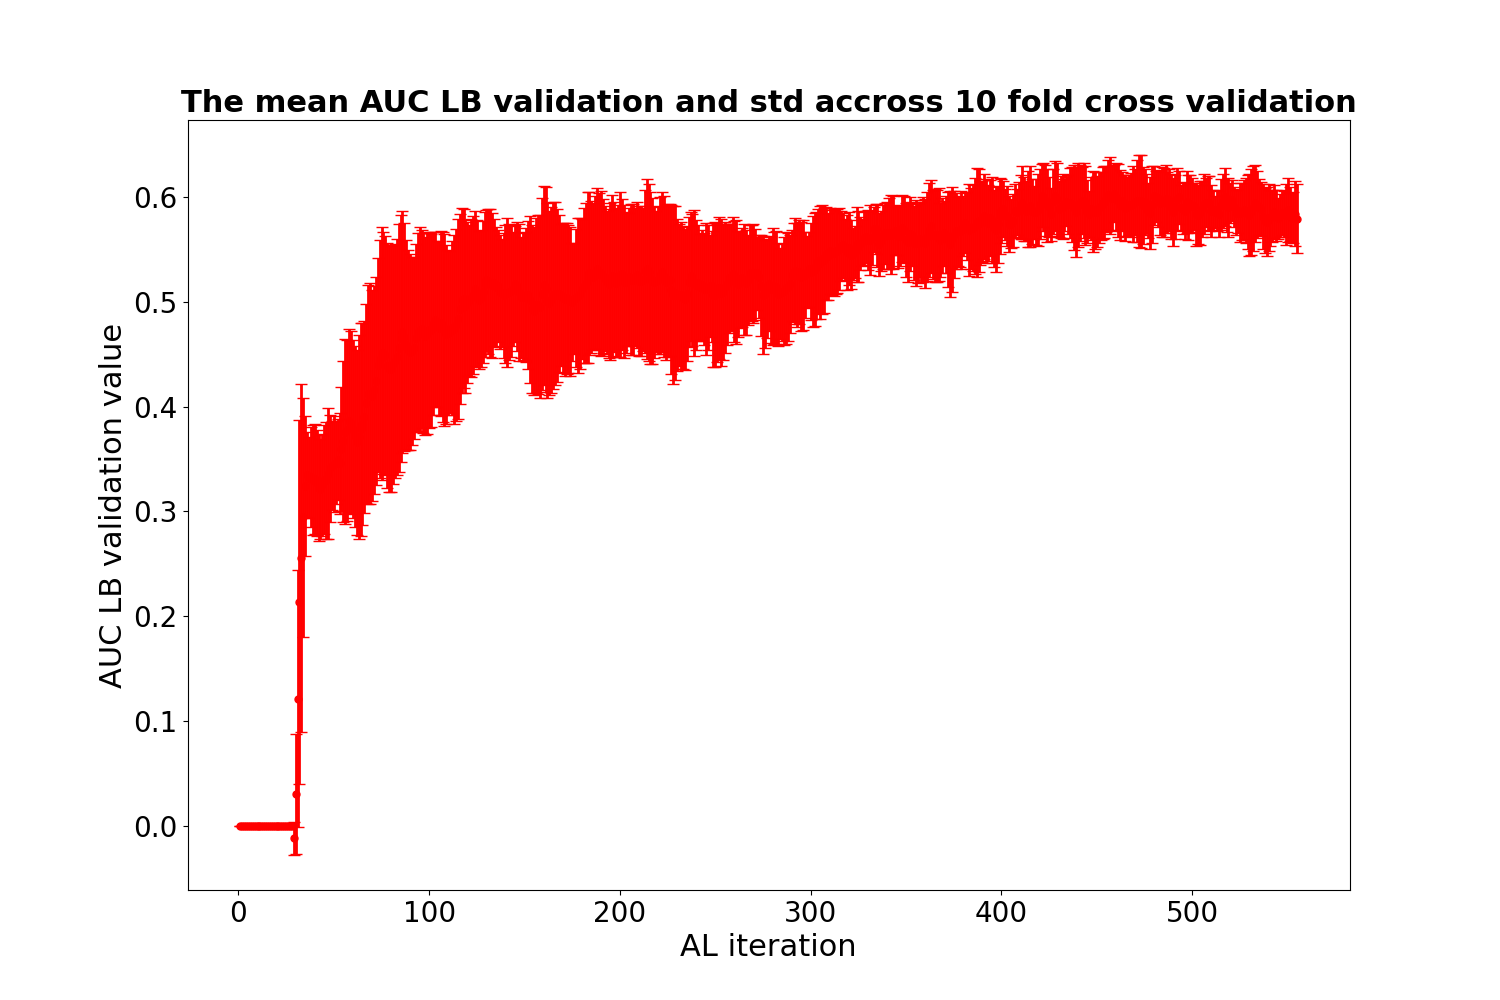 The mean AUC LB validation and std accross 10 fold cross validation
AUC LB validation value
0.6
0.5
0.4
0.3
0.2
0.1
0.0
0 100 200 300 400 500
AL iteration